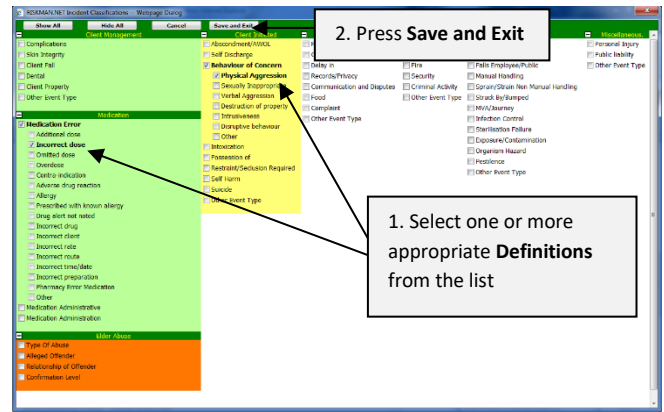 RISKMAN.NET Incident Classifications -- Webpage Dialog
Show All Hide All Cancel Save and Exit
2. Press Save and Exit
Client Management
Complications
Skin Integrity
Client Fall
Dental
Client Property
Other Event Type
Medication
Medication Error
Additional dose
Incorrect dose
Omitted dose
Overdose
Contra-indication
Adverse drug reaction
Allergy
Prescribed with known allergy
Drug alert not noted
Incorrect drug
Incorrect client
Incorrect rate
Incorrect route
Incorrect time/date
Incorrect preparation
Pharmacy Error Medication
Other
Medication Administrative
Medication Administration
Elder Abuse
Type Of Abuse
Alleged Offender
Relationship of Offender
Confirmation Level
Client Initiated
Abscondment/AWOL
Self Discharge
Behaviour of Concern
Physical Aggression
Sexually Inappropriate
Verbal Aggression
Destruction of property
Intrusiveness
Disruptive behaviour
Other
Intoxication
Possession of
Restraint/Seclusion Required
Self Harm
Suicide
Other Event Type
Delay in
Records/Privacy
Communication and Disputes
Food
Complaint
Other Event Type
Fire
Security
Criminal Activity
Other Event Type
Falls Employee/Public
Manual Handling
Sprain/Strain Non Manual Handling
Struck By/Bumped
MVA/Journey
Infection Control
Sterilisation Failure
Exposure/Contamination
Organism Hazard
Pestilence
Other Event Type
Miscellaneous
Personal Injury
Public liability
Other Event Type
1. Select one or more
appropriate Definitions
from the list